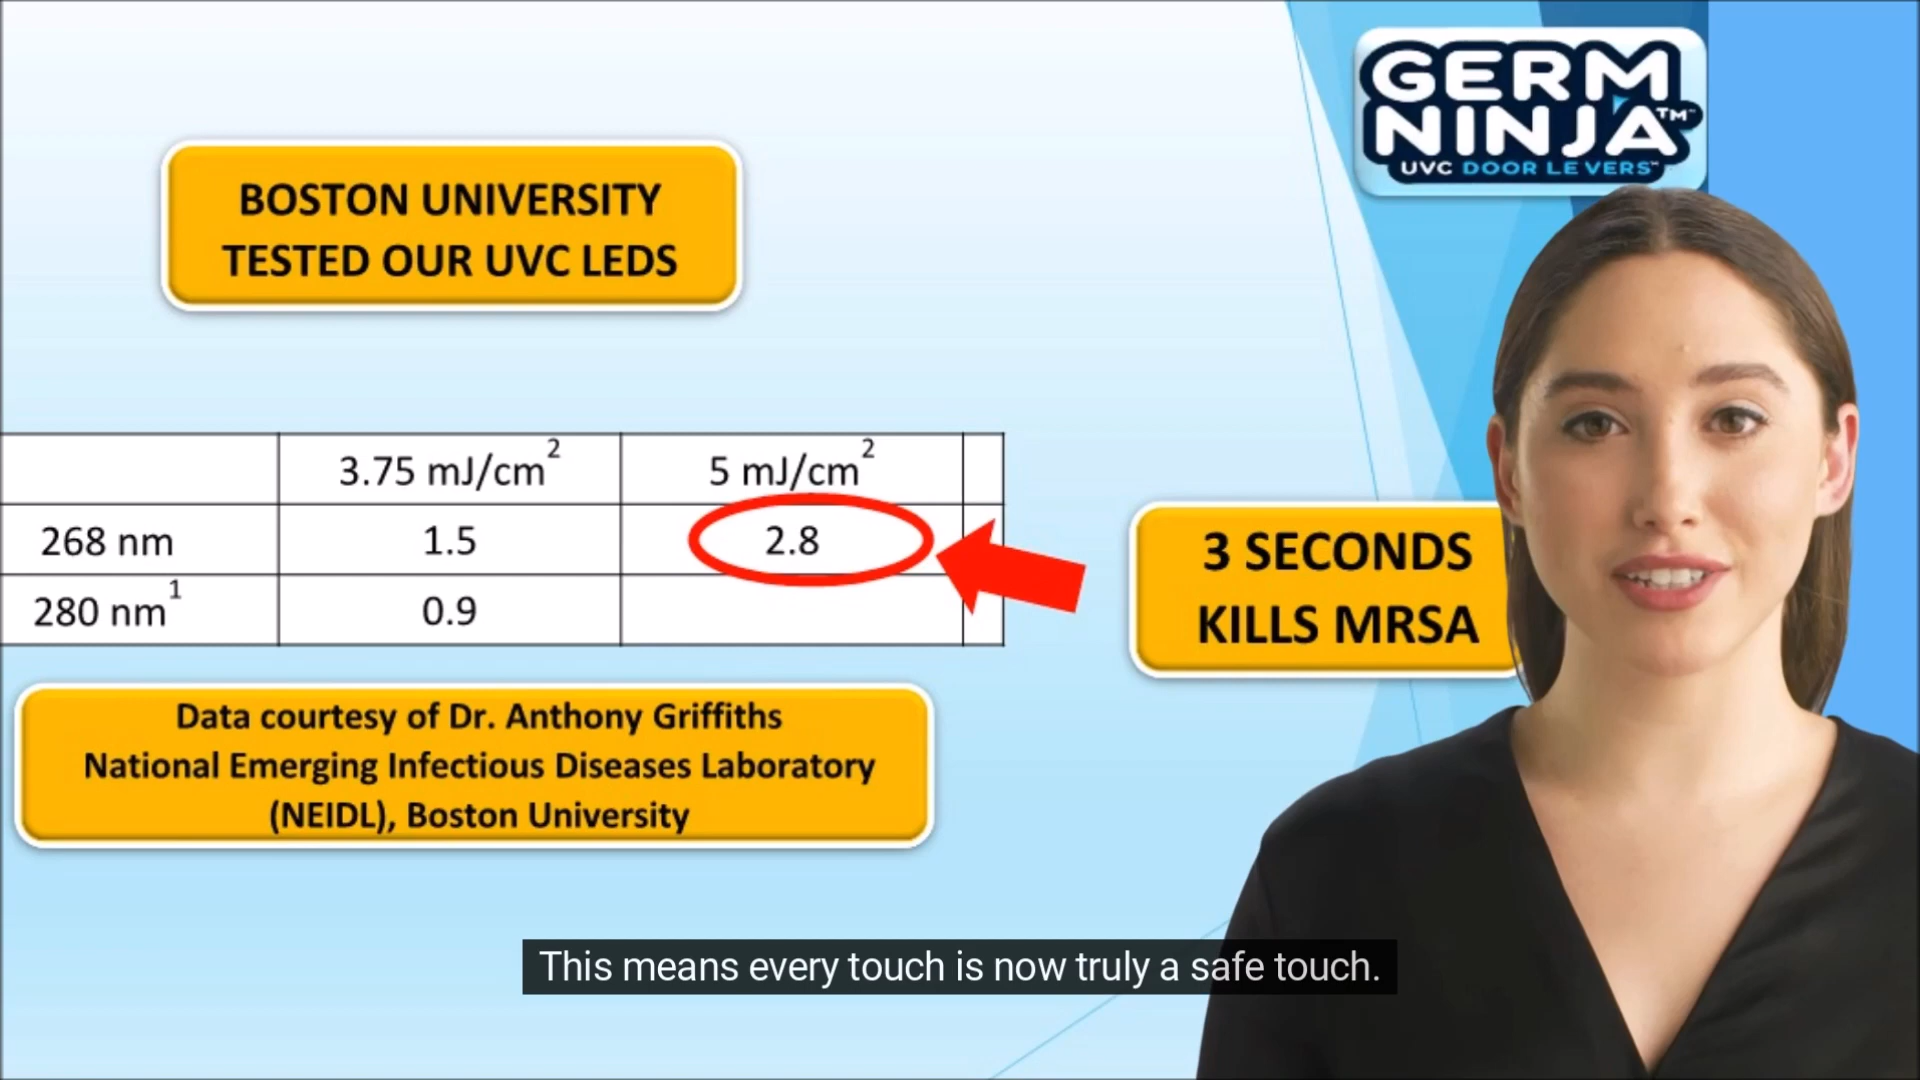 GERM
NINJA™
UVC DOOR LEVERS™
BOSTON UNIVERSITY
TESTED OUR UVC LEDS
3.75 mJ/cm² 5 mJ/cm²
268 nm 1.5 2.8
280 nm¹ 0.9
3 SECONDS
KILLS MRSA
Data courtesy of Dr. Anthony Griffiths
National Emerging Infectious Diseases Laboratory
(NEIDL), Boston University
This means every touch is now truly a safe touch.